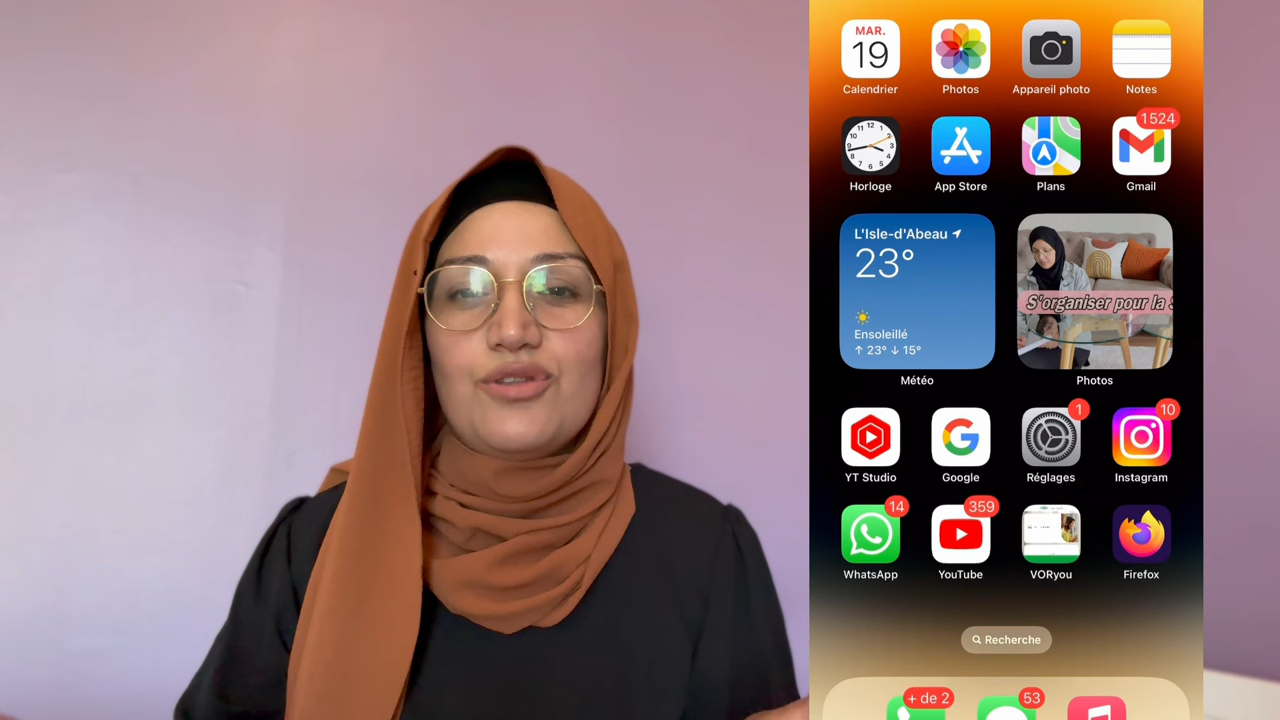 MAR.
19
Calendrier
Photos
Appareil photo
Notes
1 524
Horloge
App Store
Plans
Gmail
L'Isle-d'Abeau
23°
Ensoleillé
↑ 23° ↓ 15°
Météo
S'organiser pour la
Photos
1
10
YT Studio
Google
Réglages
Instagram
14
359
WhatsApp
YouTube
VORyou
Firefox
Recherche
+ de 2
53